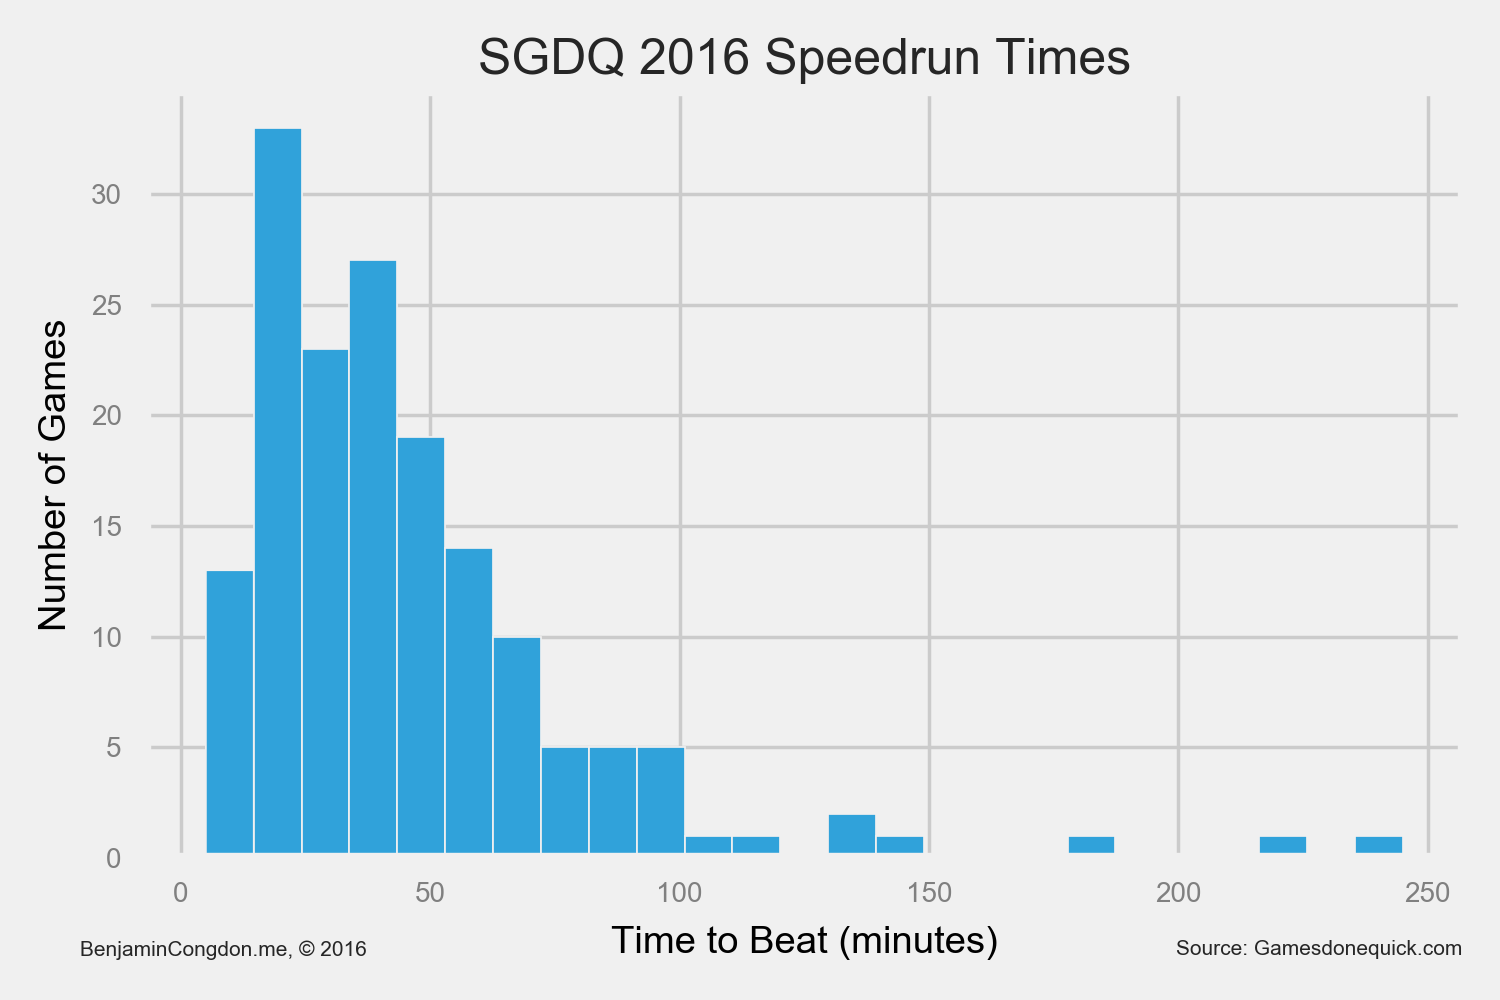 SGDQ 2016 Speedrun Times
Number of Games
30
25
20
15
10
5
0
0 50 100 150 200 250
Time to Beat (minutes)
BenjaminCongdon.me, © 2016
Source: Gamesdonequick.com